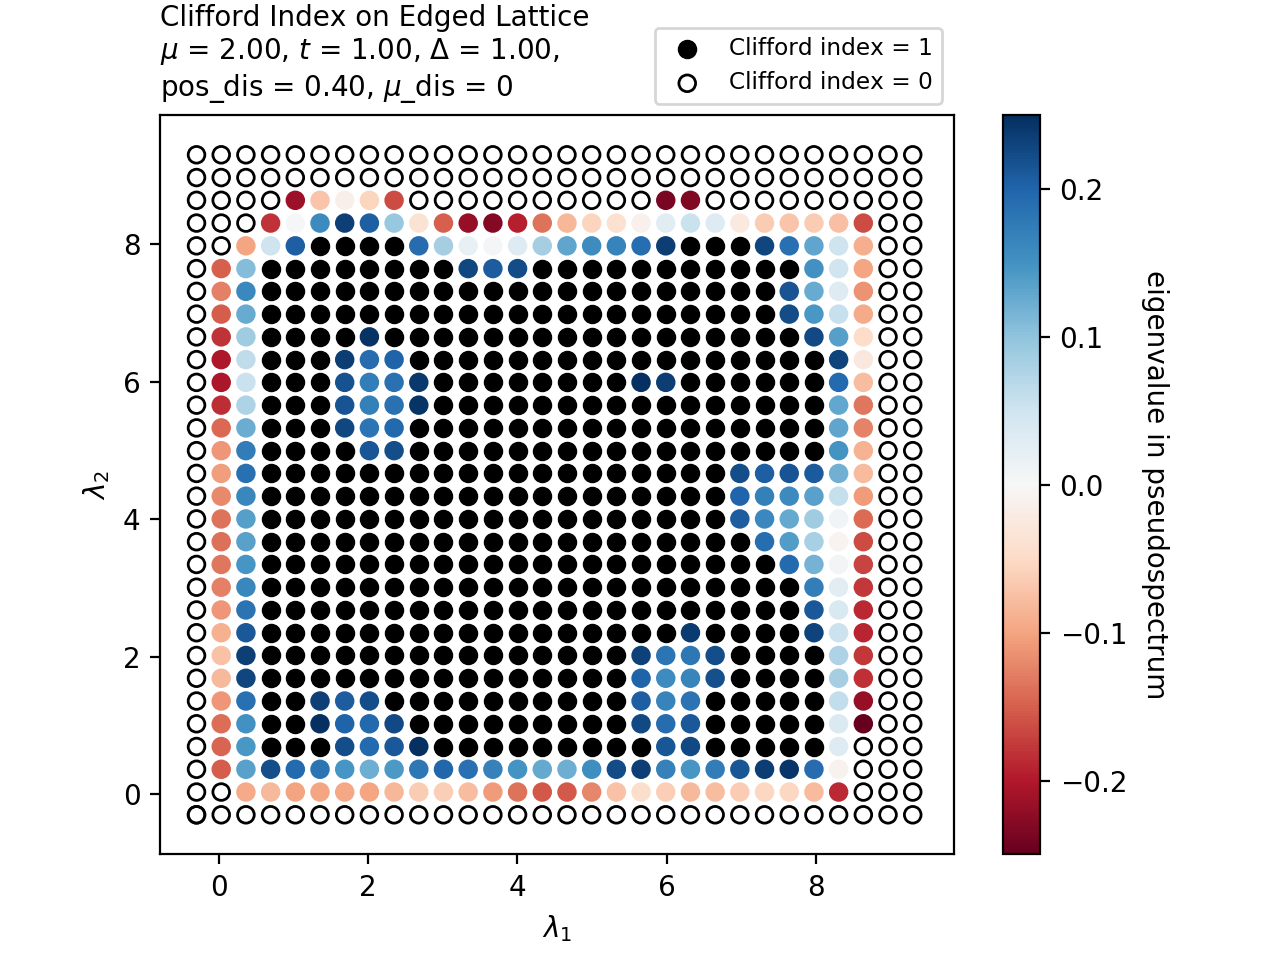 Clifford Index on Edged Lattice
μ = 2.00, t = 1.00, Δ = 1.00,
pos_dis = 0.40, μ_dis = 0
Clifford index = 1
Clifford index = 0
8
6
4
2
0
λ₂
0 2 4 6 8
λ₁
0.2
0.1
0.0
−0.1
−0.2
eigenvalue in pseudospectrum